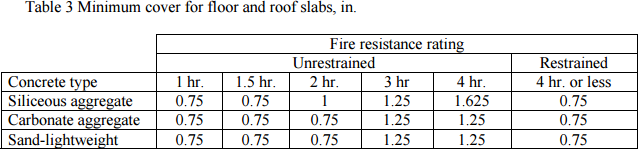 Table 3 Minimum cover for floor and roof slabs, in.
Fire resistance rating
Unrestrained Restrained
Concrete type 1 hr. 1.5 hr. 2 hr. 3 hr 4 hr. 4 hr. or less
Siliceous aggregate 0.75 0.75 1 1.25 1.625 0.75
Carbonate aggregate 0.75 0.75 0.75 1.25 1.25 0.75
Sand-lightweight 0.75 0.75 0.75 1.25 1.25 0.75